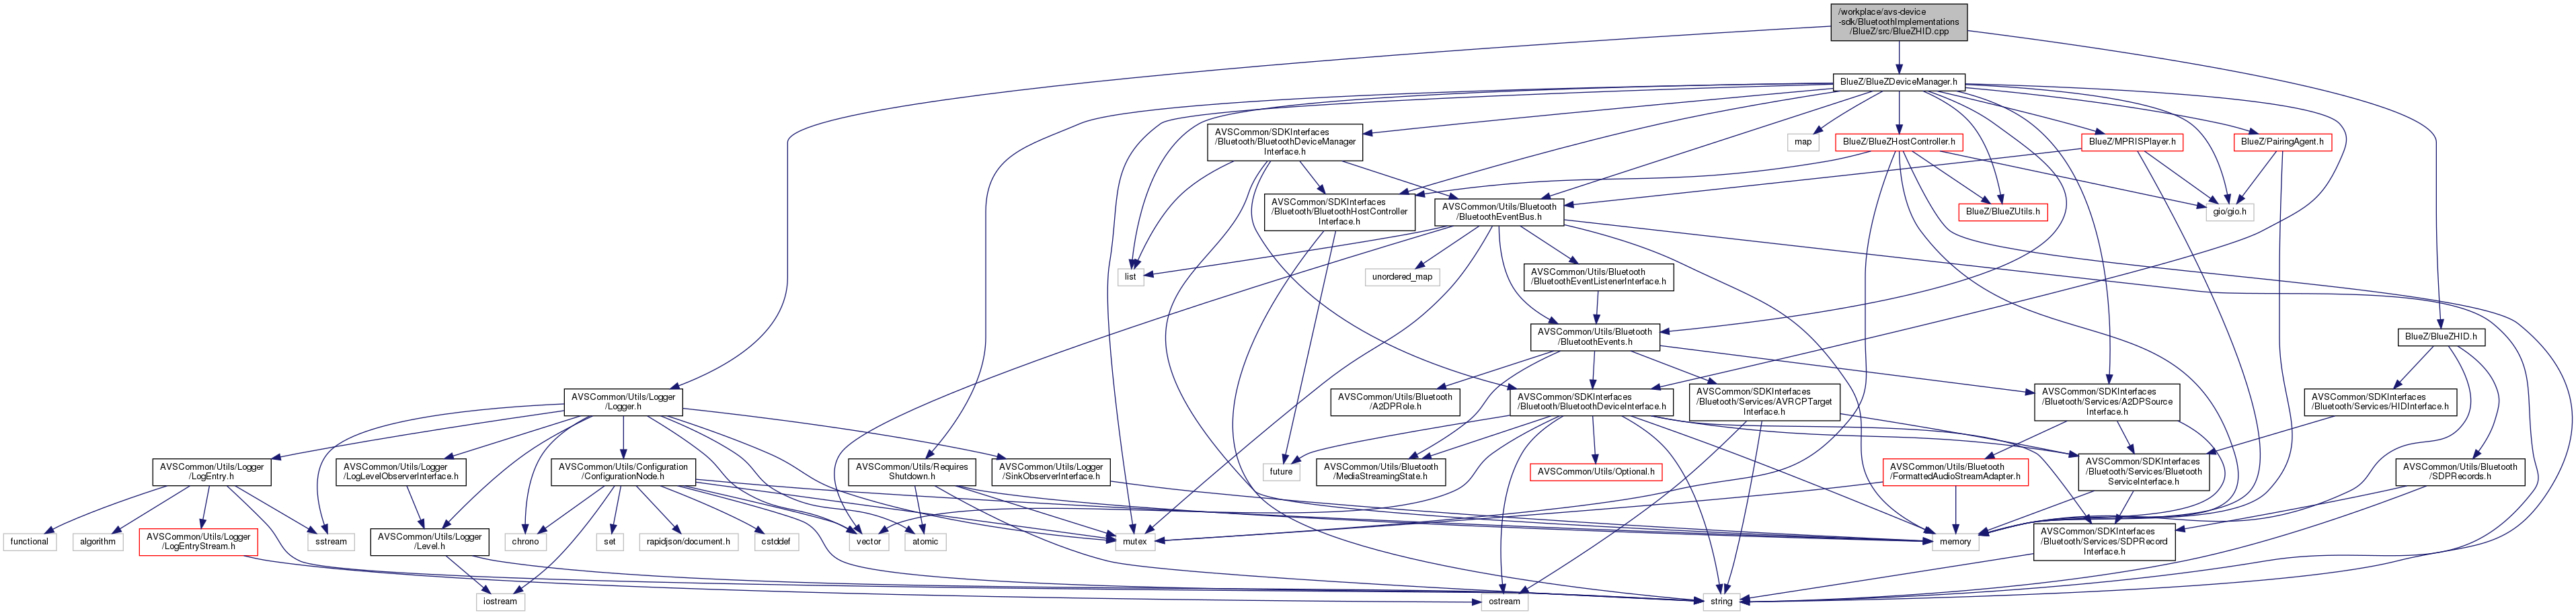 /workplace/avs-device
-sdk/BluetoothImplementations
/BlueZ/src/BlueZHID.cpp
BlueZ/BlueZDeviceManager.h
AVSCommon/SDKInterfaces
/Bluetooth/BluetoothDeviceManager
Interface.h
map
BlueZ/BlueZHostController.h
BlueZ/MPRISPlayer.h
BlueZ/PairingAgent.h
AVSCommon/SDKInterfaces
/Bluetooth/BluetoothHostController
Interface.h
AVSCommon/Utils/Bluetooth
/BluetoothEventBus.h
BlueZ/BlueZUtils.h
gio/gio.h
list
unordered_map
AVSCommon/Utils/Bluetooth
/BluetoothEventListenerInterface.h
AVSCommon/Utils/Bluetooth
/BluetoothEvents.h
BlueZ/BlueZHID.h
AVSCommon/Utils/Logger
/Logger.h
AVSCommon/Utils/Bluetooth
/A2DPRole.h
AVSCommon/SDKInterfaces
/Bluetooth/BluetoothDeviceInterface.h
AVSCommon/SDKInterfaces
/Bluetooth/Services/AVRCPTarget
Interface.h
AVSCommon/SDKInterfaces
/Bluetooth/Services/A2DPSource
Interface.h
AVSCommon/SDKInterfaces
/Bluetooth/Services/HIDInterface.h
AVSCommon/Utils/Logger
/LogEntry.h
AVSCommon/Utils/Logger
/LogLevelObserverInterface.h
AVSCommon/Utils/Configuration
/ConfigurationNode.h
AVSCommon/Utils/Requires
Shutdown.h
AVSCommon/Utils/Logger
/SinkObserverInterface.h
future
AVSCommon/Utils/Bluetooth
/MediaStreamingState.h
AVSCommon/Utils/Optional.h
AVSCommon/Utils/Bluetooth
/FormattedAudioStreamAdapter.h
AVSCommon/SDKInterfaces
/Bluetooth/Services/Bluetooth
ServiceInterface.h
AVSCommon/Utils/Bluetooth
/SDPRecords.h
functional
algorithm
AVSCommon/Utils/Logger
/LogEntryStream.h
sstream
AVSCommon/Utils/Logger
/Level.h
chrono
set
rapidjson/document.h
cstddef
vector
atomic
mutex
memory
AVSCommon/SDKInterfaces
/Bluetooth/Services/SDPRecord
Interface.h
iostream
ostream
string